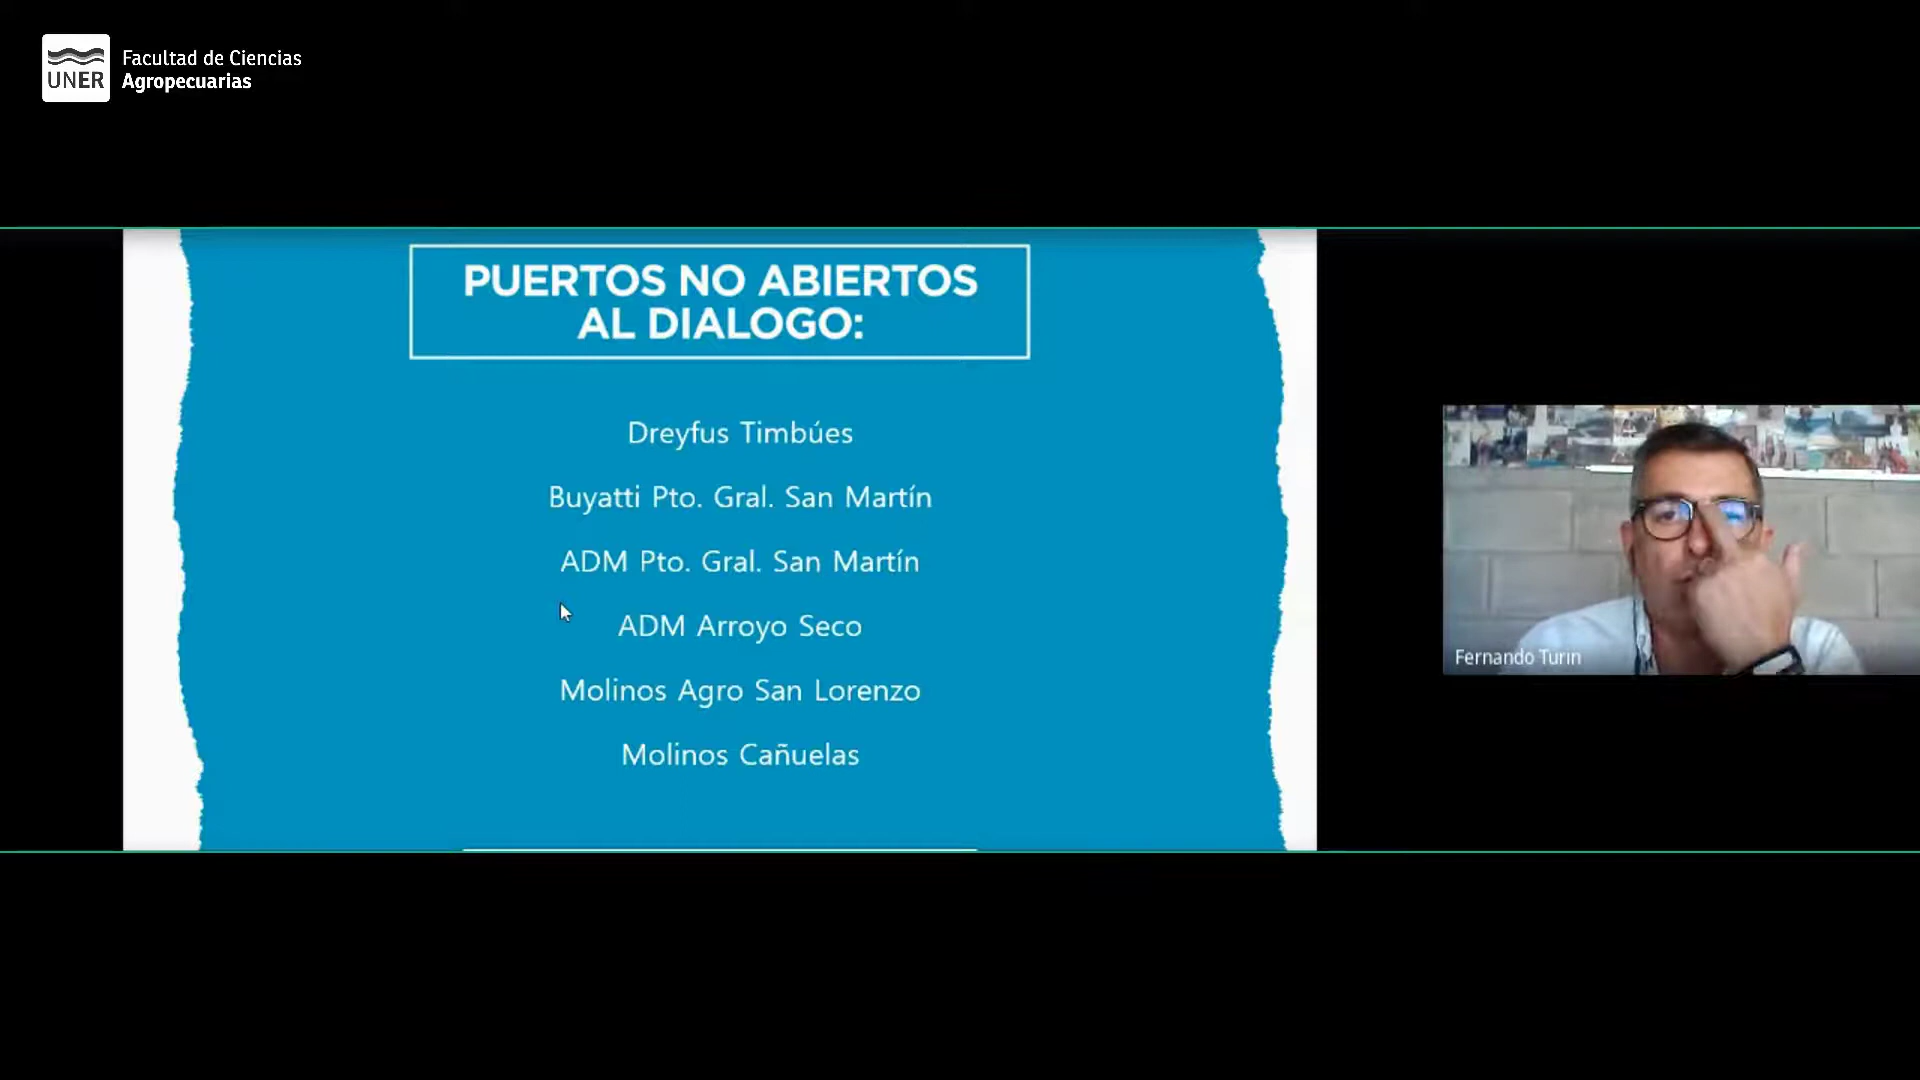 UNER
Facultad de Ciencias
Agropecuarias
PUERTOS NO ABIERTOS
AL DIALOGO:
Dreyfus Timbúes
Buyatti Pto. Gral. San Martín
ADM Pto. Gral. San Martín
ADM Arroyo Seco
Molinos Agro San Lorenzo
Molinos Cañuelas
Fernando Turin